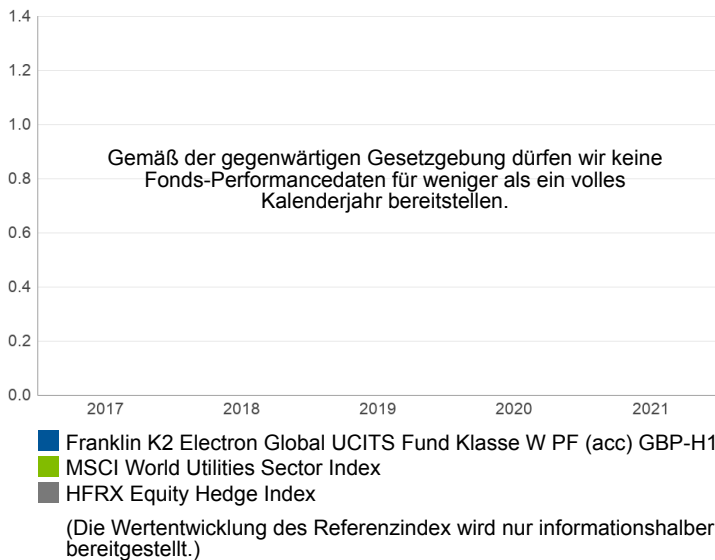 1.4
1.2
1.0
Gemäß der gegenwärtigen Gesetzgebung dürfen wir keine
0.8 Fonds-Performancedaten für weniger als ein volles
Kalenderjahr bereitstellen.
0.6
0.4
0.2
0.0
2017 2018 2019 2020 2021
Franklin K2 Electron Global UCITS Fund Klasse W PF (acc) GBP-H1
MSCI World Utilities Sector Index
HFRX Equity Hedge Index
(Die Wertentwicklung des Referenzindex wird nur informationshalber
bereitgestellt.)